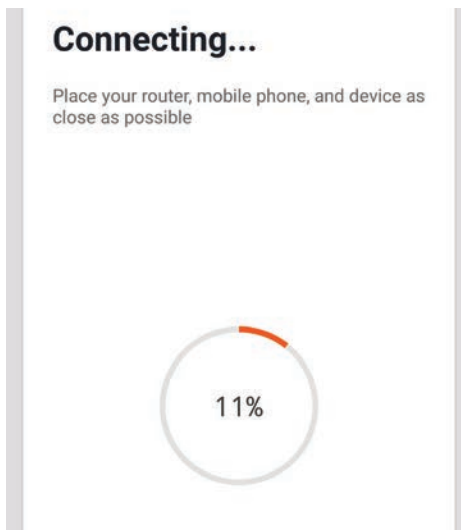 Connecting...
Place your router, mobile phone, and device as
close as possible
11%